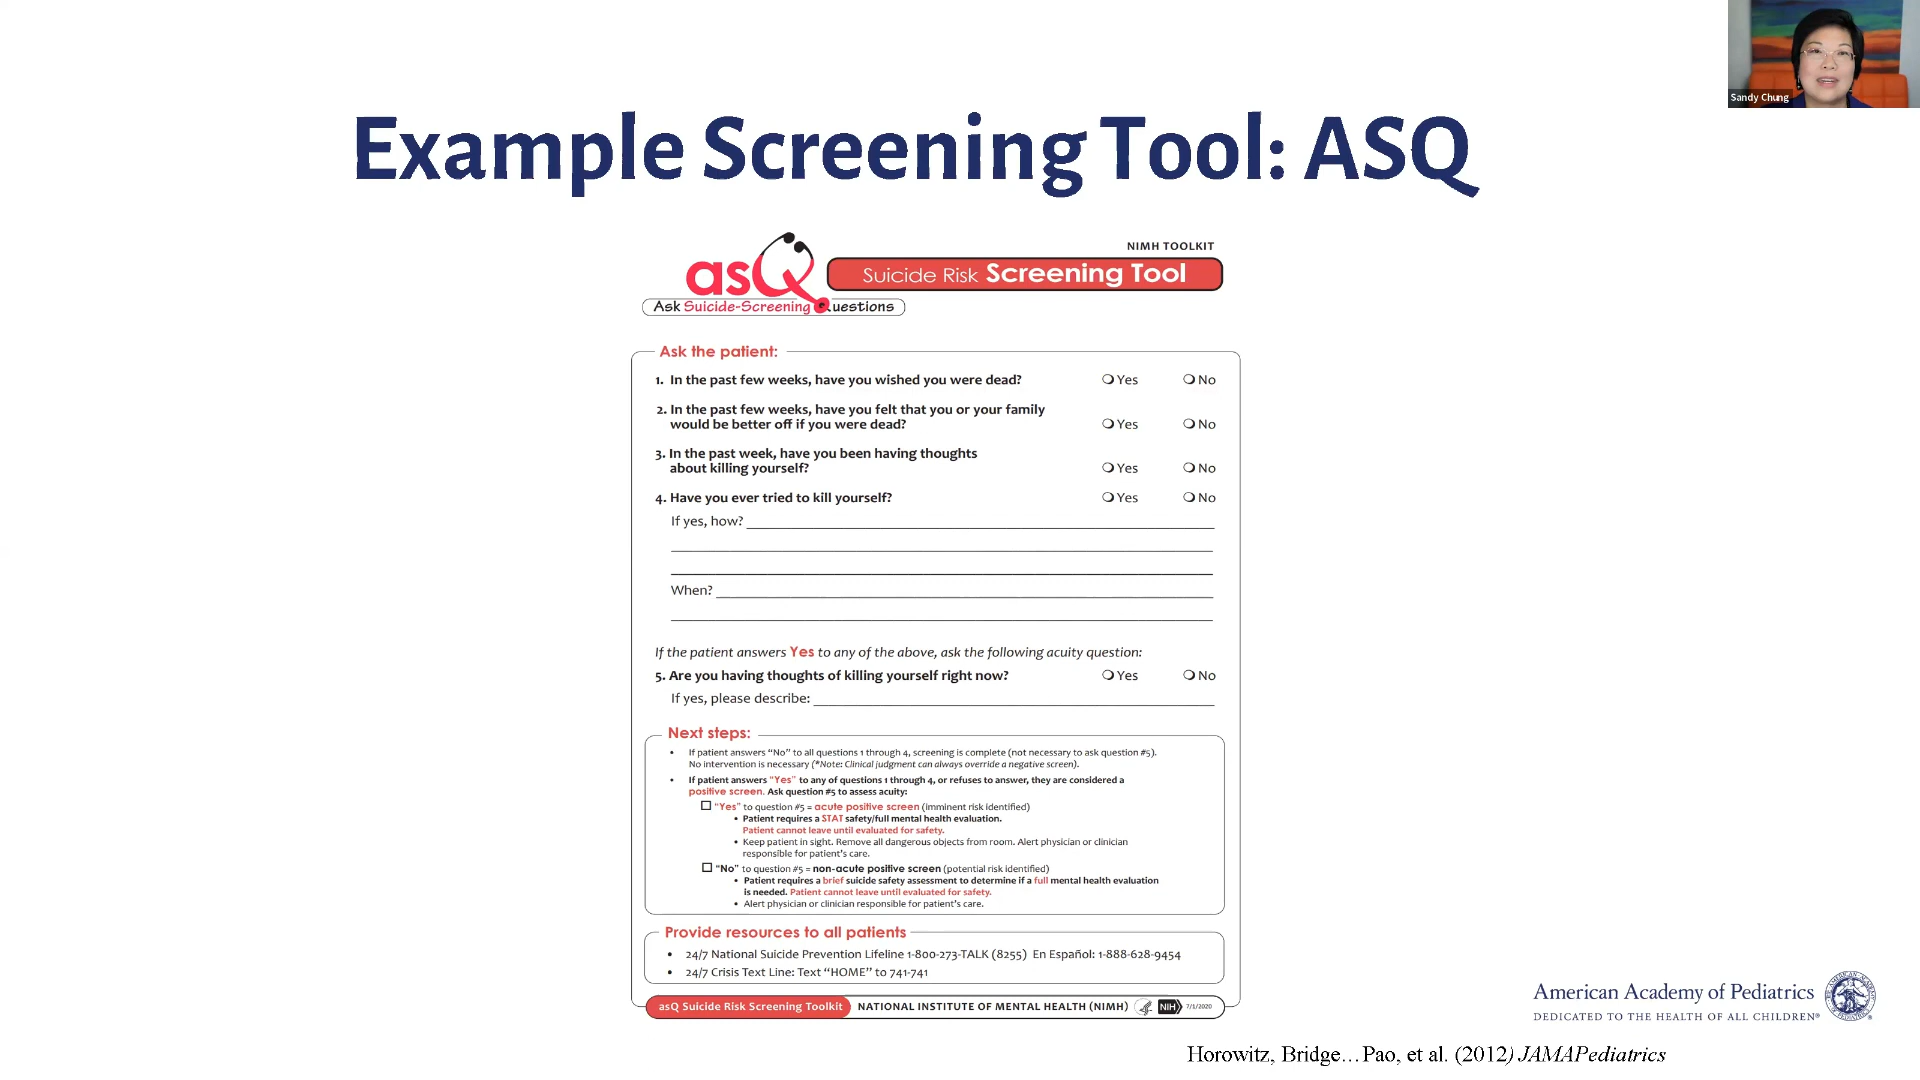 Sandy Chung
Example Screening Tool: ASQ
NIMH TOOLKIT
asQ
Suicide Risk Screening Tool
Ask Suicide-Screening Questions
Ask the patient:
1. In the past few weeks, have you wished you were dead? Yes No
2. In the past few weeks, have you felt that you or your family
would be better off if you were dead? Yes No
3. In the past week, have you been having thoughts
about killing yourself? Yes No
4. Have you ever tried to kill yourself? Yes No
If yes, how?
When?
If the patient answers Yes to any of the above, ask the following acuity question:
5. Are you having thoughts of killing yourself right now? Yes No
If yes, please describe:
Next steps:
• If patient answers “No” to all questions 1 through 4, screening is complete (not necessary to ask question #5).
No intervention is necessary (*Note: Clinical judgment can always override a negative screen).
• If patient answers “Yes” to any of questions 1 through 4, or refuses to answer, they are considered a
positive screen. Ask question #5 to assess acuity:
“Yes” to question #5 = acute positive screen (imminent risk identified)
• Patient requires a STAT safety/full mental health evaluation.
Patient cannot leave until evaluated for safety.
• Keep patient in sight. Remove all dangerous objects from room. Alert physician or clinician
responsible for patient’s care.
“No” to question #5 = non-acute positive screen (potential risk identified)
• Patient requires a brief suicide safety assessment to determine if a full mental health evaluation
is needed. Patient cannot leave until evaluated for safety.
• Alert physician or clinician responsible for patient’s care.
Provide resources to all patients
• 24/7 National Suicide Prevention Lifeline 1-800-273-TALK (8255) En Español: 1-888-628-9454
• 24/7 Crisis Text Line: Text “HOME” to 741-741
asQ Suicide Risk Screening Toolkit NATIONAL INSTITUTE OF MENTAL HEALTH (NIMH) NIH 7/1/2020
American Academy of Pediatrics
DEDICATED TO THE HEALTH OF ALL CHILDREN®
Horowitz, Bridge...Pao, et al. (2012) JAMAPediatrics